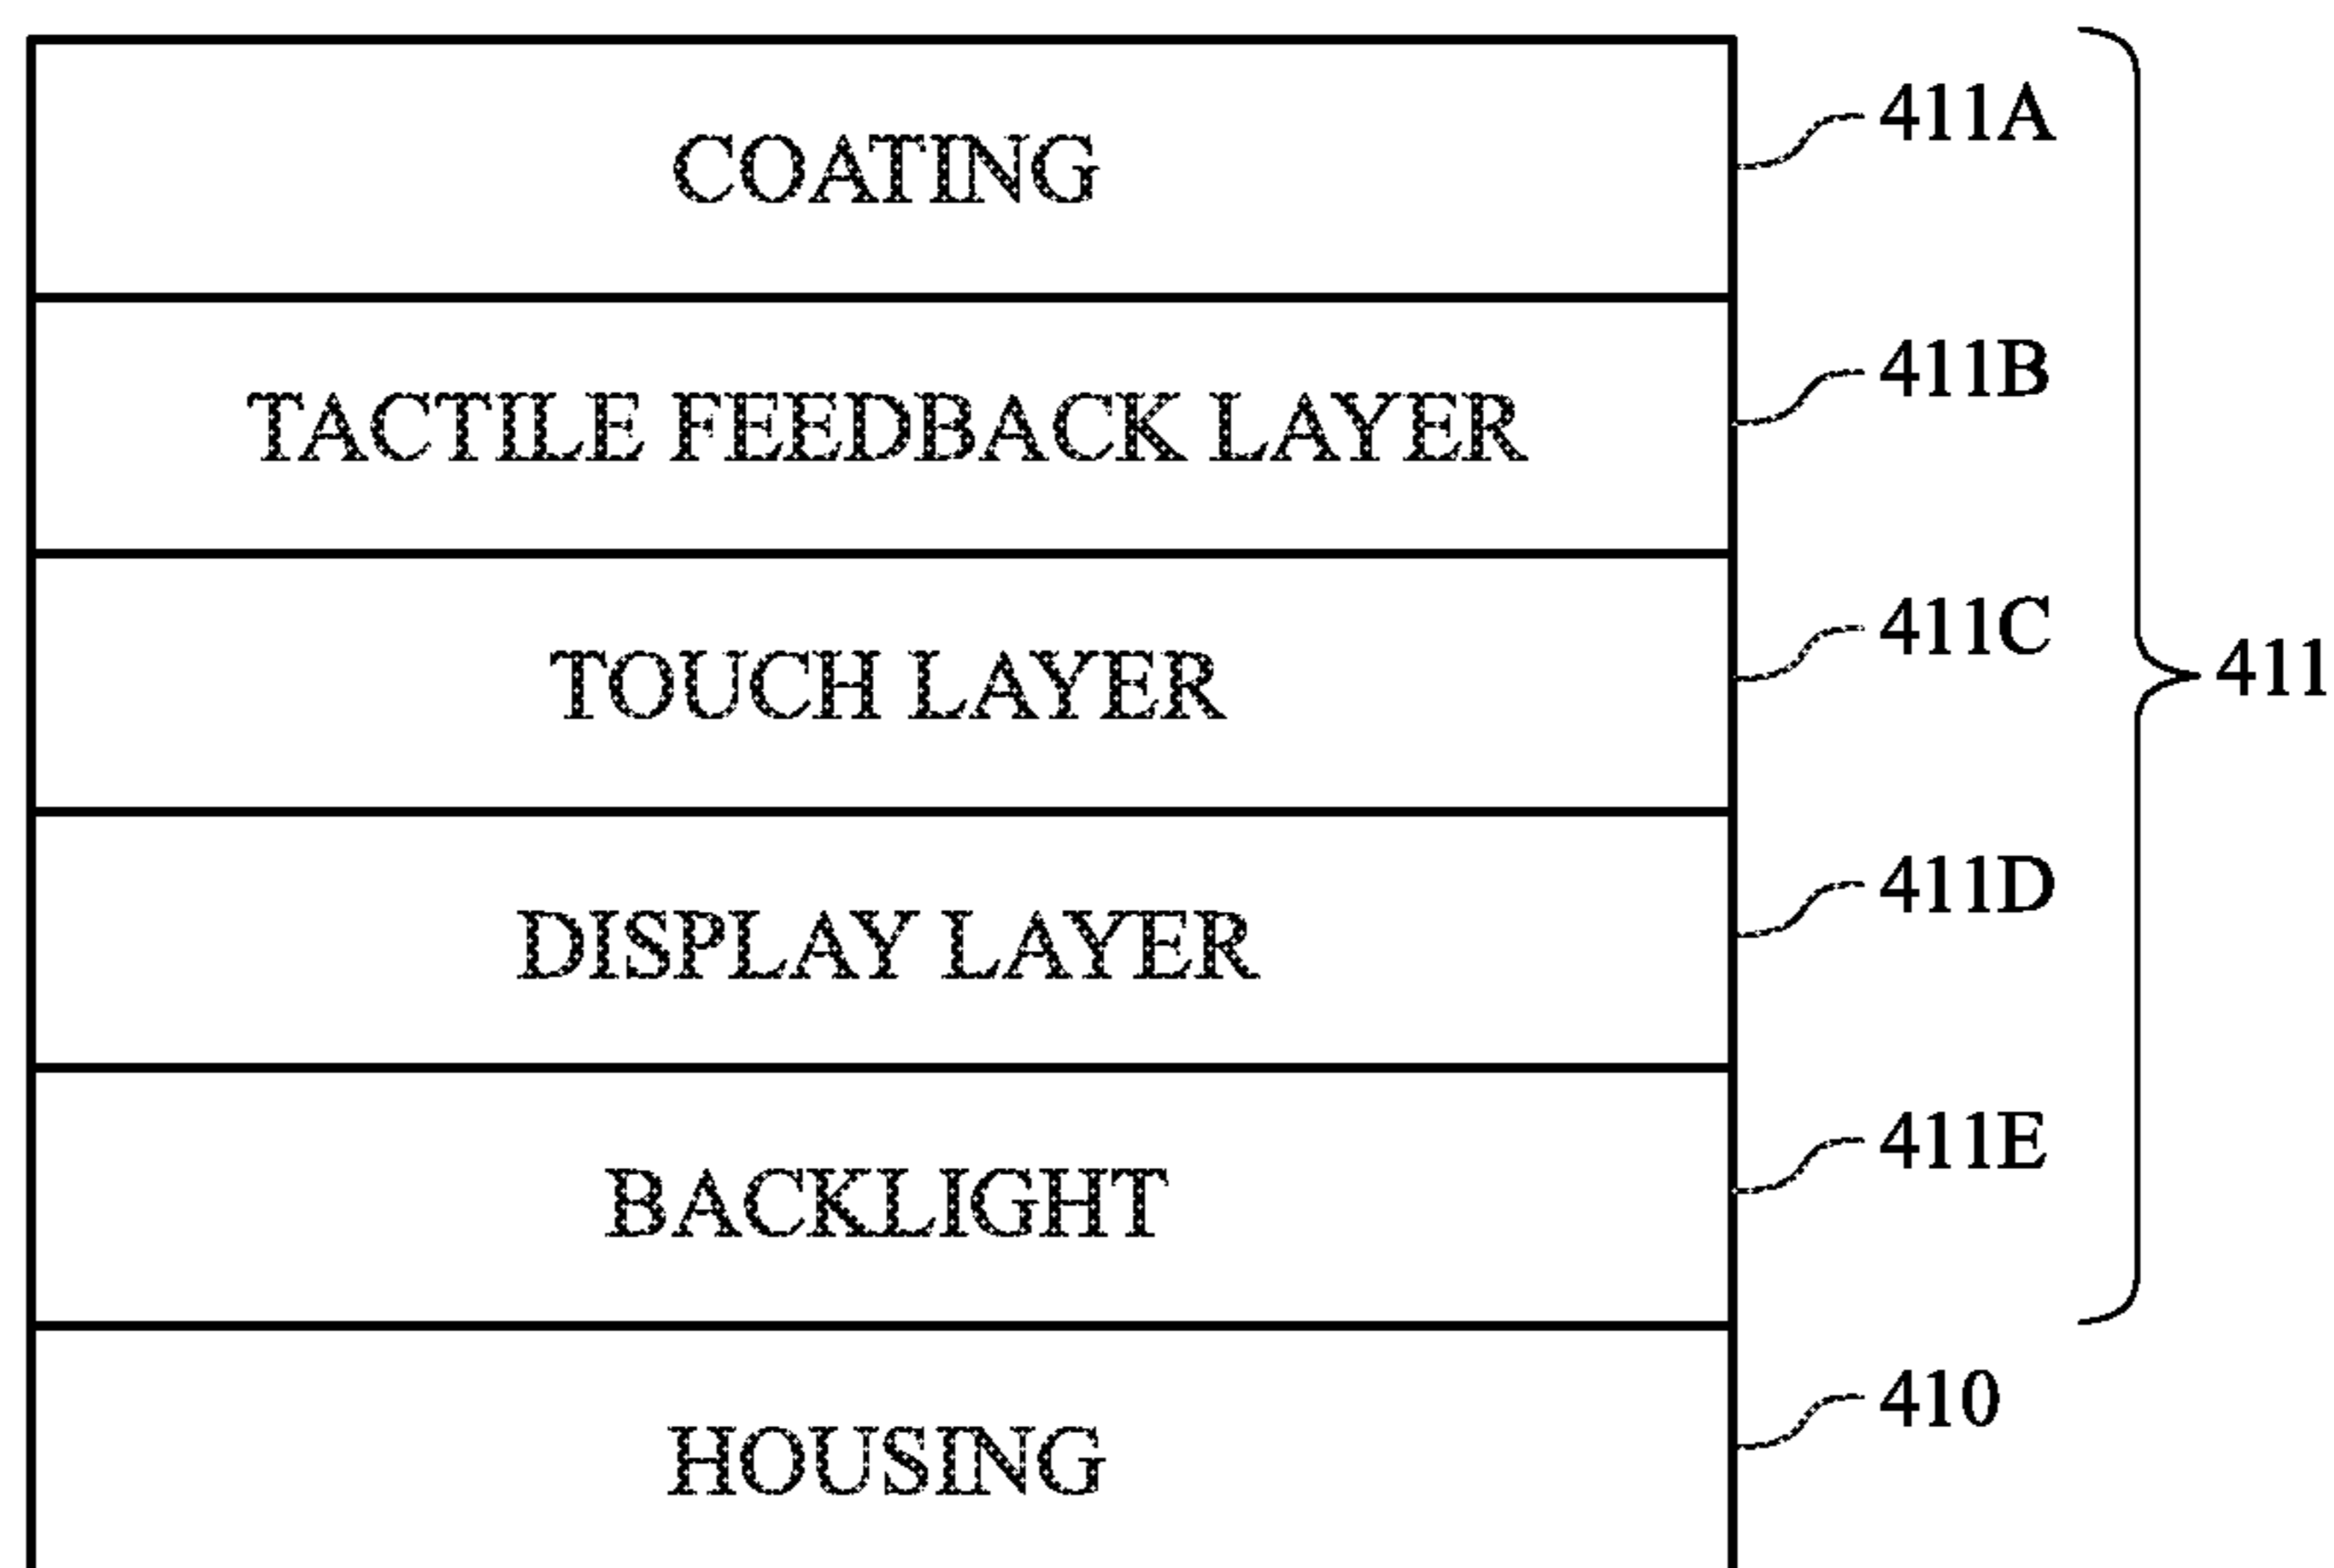 COATING 411A
TACTILE FEEDBACK LAYER 411B
TOUCH LAYER 411C
411
DISPLAY LAYER 411D
BACKLIGHT 411E
HOUSING 410